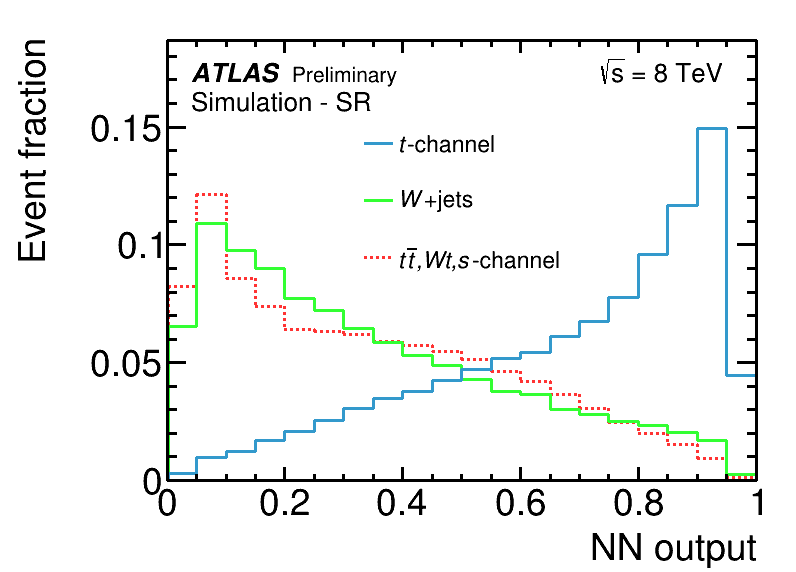 Event fraction
ATLAS Preliminary
√s = 8 TeV
Simulation - SR
t-channel
W+jets
tt̄,Wt,s-channel
0.15
0.1
0.05
0
0 0.2 0.4 0.6 0.8 1
NN output